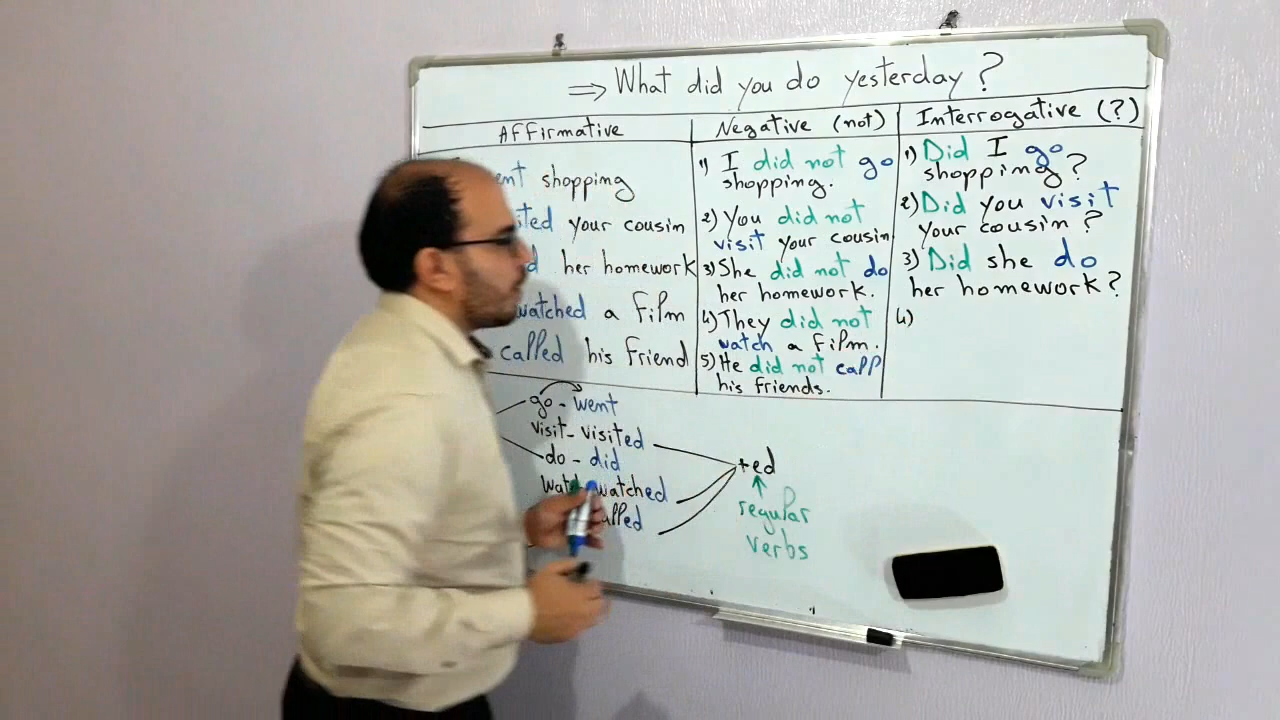 ⇒ What did you do yesterday?
Affirmative
shopping
your cousin
her homework
watched a film
called his friend
Negative (not)
1) I did not go
shopping.
2) You did not
visit your cousin
3) She did not do
her homework.
4) They did not
watch a film.
5) He did not call
his friends.
Interrogative (?)
1) Did I go
shopping?
2) Did you visit
your cousin?
3) Did she do
her homework?
4)
go - went
visit - visited
do - did
watched
+ed
regular
verbs